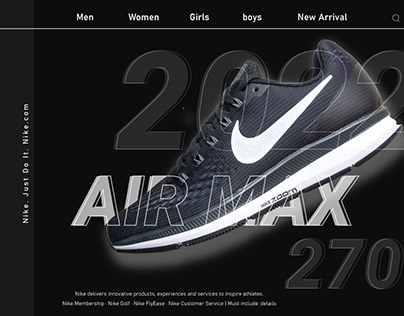 Men Women Girls boys New Arrival
2022
Nike. Just Do It. Nike.com
AIR MAX
NIKE zoom
270
Nike delivers innovative products, experiences and services to inspire athletes.
Nike Membership · Nike Golf · Nike FlyEase · Nike Customer Service | Must include: details